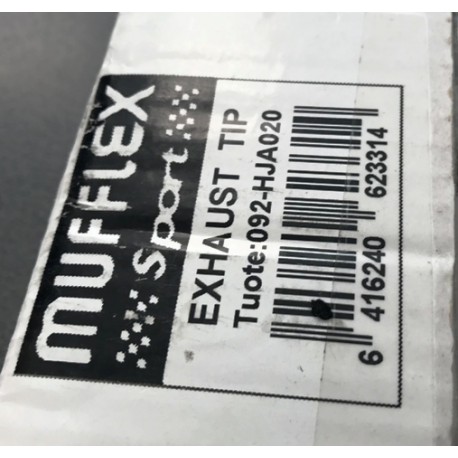 MUFFLEX
Sport
EXHAUST TIP
Tuote:092-HJA020
6 416240 623314